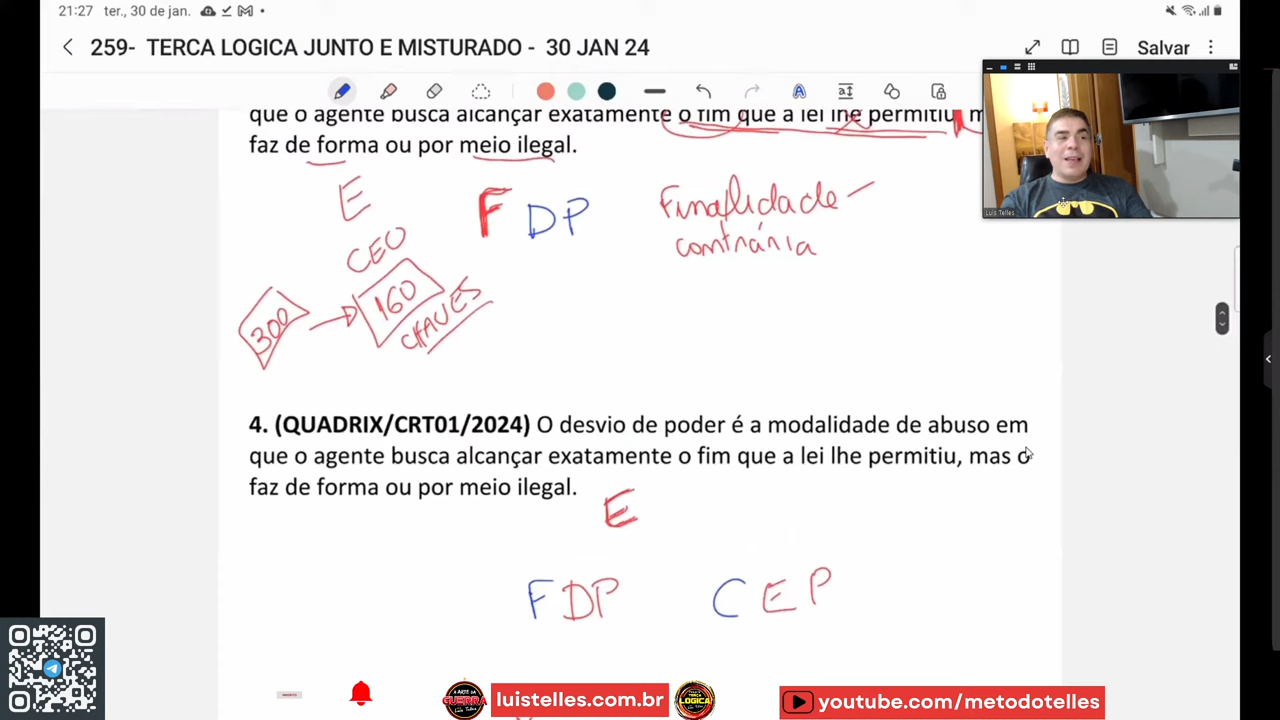 21:27 ter., 30 de jan.
259- TERCA LOGICA JUNTO E MISTURADO - 30 JAN 24
Salvar
que o agente busca alcançar exatamente o fim que a lei lhe permitiu, m
faz de forma ou por meio ilegal.
Luis Telles
E
F DP
Finalidade
contrária
CEO
300
160
CHAVES
4. (QUADRIX/CRT01/2024) O desvio de poder é a modalidade de abuso em
que o agente busca alcançar exatamente o fim que a lei lhe permitiu, mas o
faz de forma ou por meio ilegal.
E
FDP CEP
luistelles.com.br
youtube.com/metodotelles